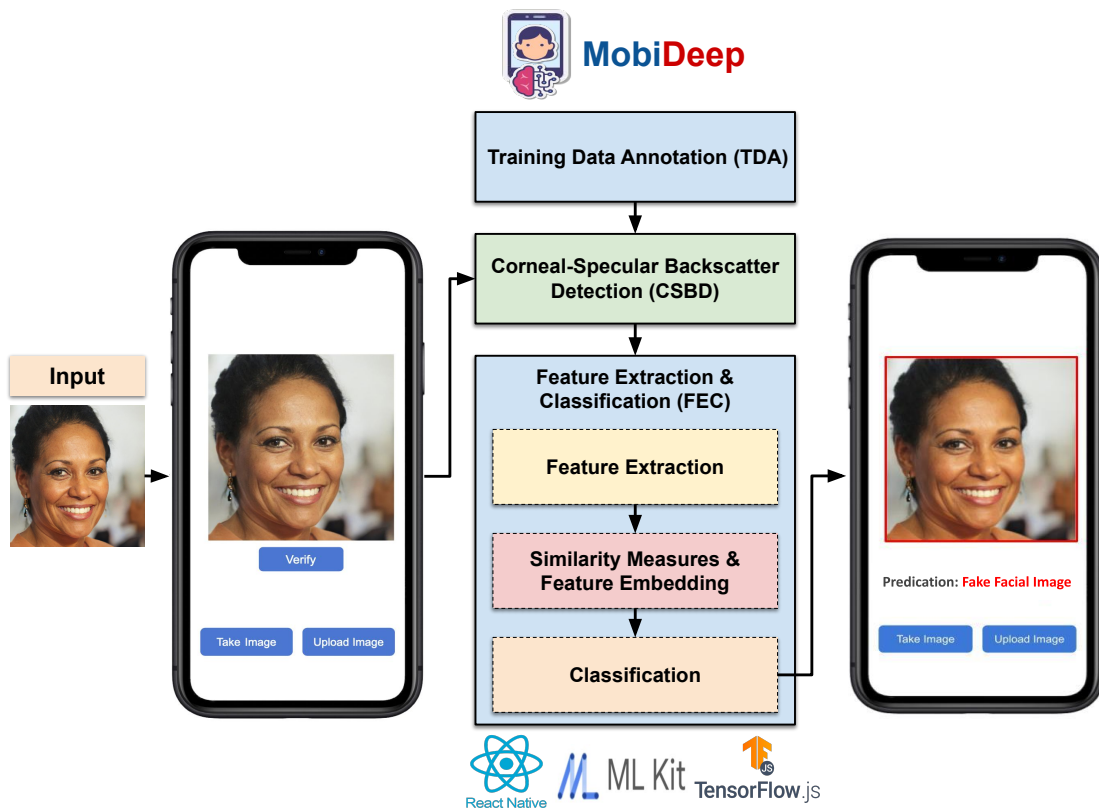 MobiDeep
Training Data Annotation (TDA)
Corneal-Specular Backscatter
Detection (CSBD)
Input
Verify
Take Image
Upload Image
Feature Extraction &
Classification (FEC)
Feature Extraction
Similarity Measures &
Feature Embedding
Classification
Predication: Fake Facial Image
Take Image
Upload Image
React Native
ML Kit
TF
JS
TensorFlow.js